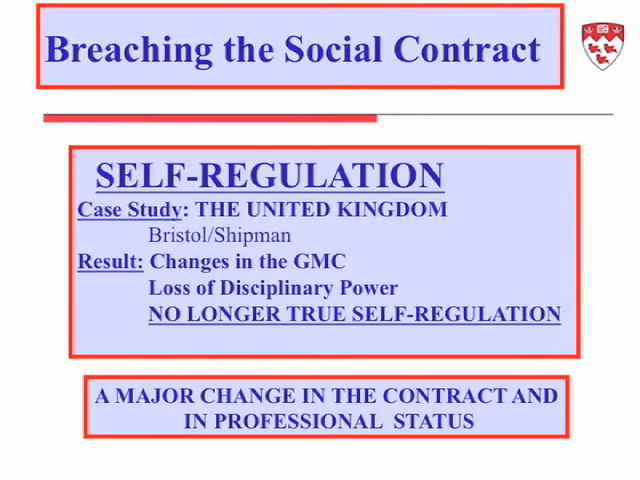 Breaching the Social Contract
SELF-REGULATION
Case Study: THE UNITED KINGDOM
Bristol/Shipman
Result: Changes in the GMC
Loss of Disciplinary Power
NO LONGER TRUE SELF-REGULATION
A MAJOR CHANGE IN THE CONTRACT AND
IN PROFESSIONAL STATUS